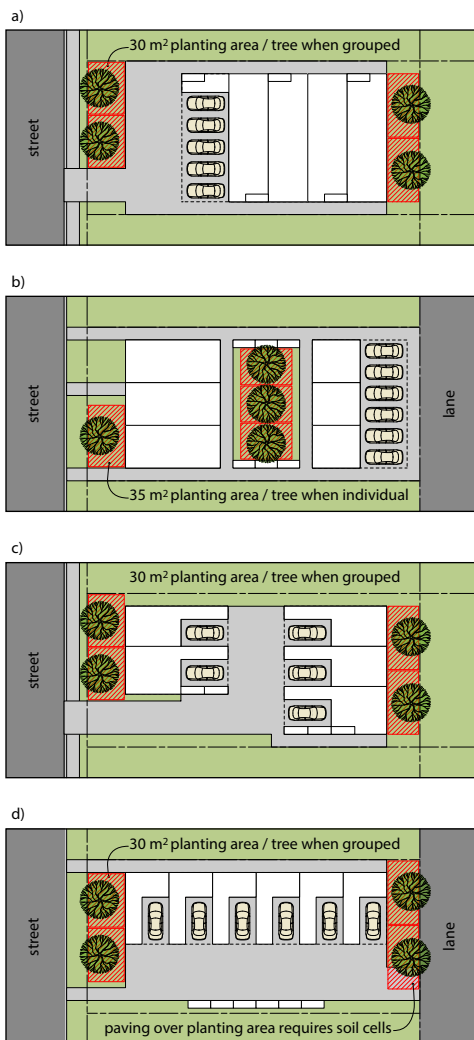 a)
30 m² planting area / tree when grouped
street
b)
street
lane
35 m² planting area / tree when individual
c)
30 m² planting area / tree when grouped
street
d)
30 m² planting area / tree when grouped
street
lane
paving over planting area requires soil cells